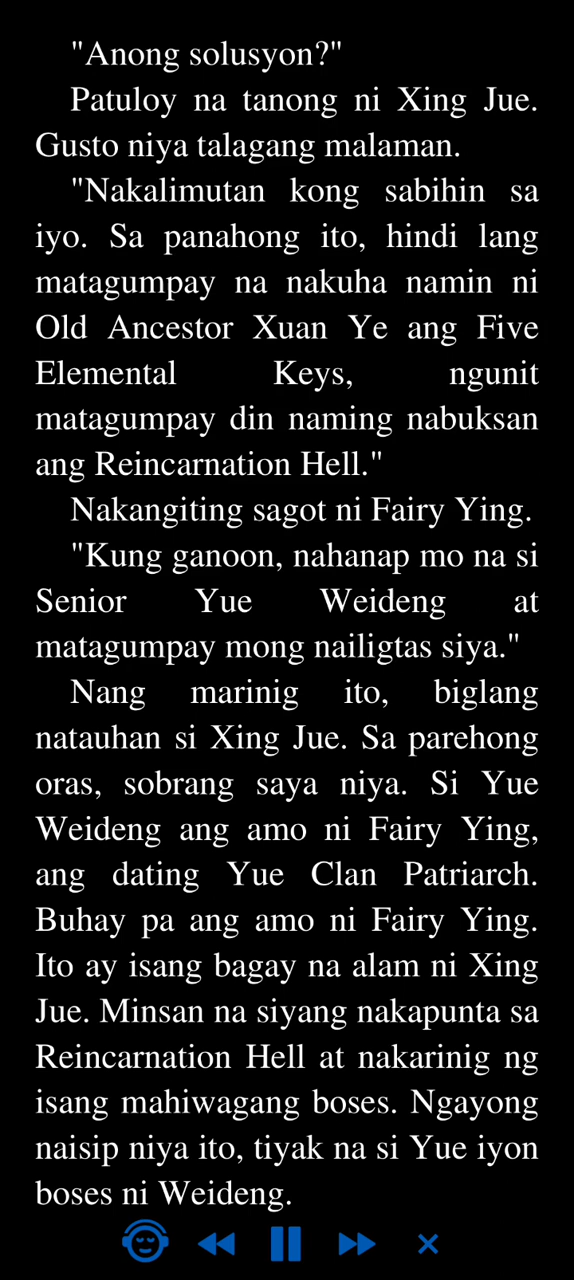 "Anong solusyon?"
Patuloy na tanong ni Xing Jue.
Gusto niya talagang malaman.
"Nakalimutan kong sabihin sa
iyo. Sa panahong ito, hindi lang
matagumpay na nakuha namin ni
Old Ancestor Xuan Ye ang Five
Elemental Keys, ngunit
matagumpay din naming nabuksan
ang Reincarnation Hell."
Nakangiting sagot ni Fairy Ying.
"Kung ganoon, nahanap mo na si
Senior Yue Weideng at
matagumpay mong nailigtas siya."
Nang marinig ito, biglang
natauhan si Xing Jue. Sa parehong
oras, sobrang saya niya. Si Yue
Weideng ang amo ni Fairy Ying,
ang dating Yue Clan Patriarch.
Buhay pa ang amo ni Fairy Ying.
Ito ay isang bagay na alam ni Xing
Jue. Minsan na siyang nakapunta sa
Reincarnation Hell at nakarinig ng
isang mahiwagang boses. Ngayong
naisip niya ito, tiyak na si Yue iyon
boses ni Weideng.